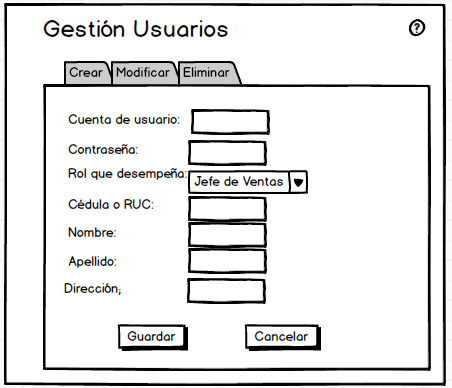 Gestión Usuarios
?
Crear Modificar Eliminar
Cuenta de usuario:
Contraseña:
Rol que desempeña: Jefe de Ventas
Cédula o RUC:
Nombre:
Apellido:
Dirección;
Guardar Cancelar